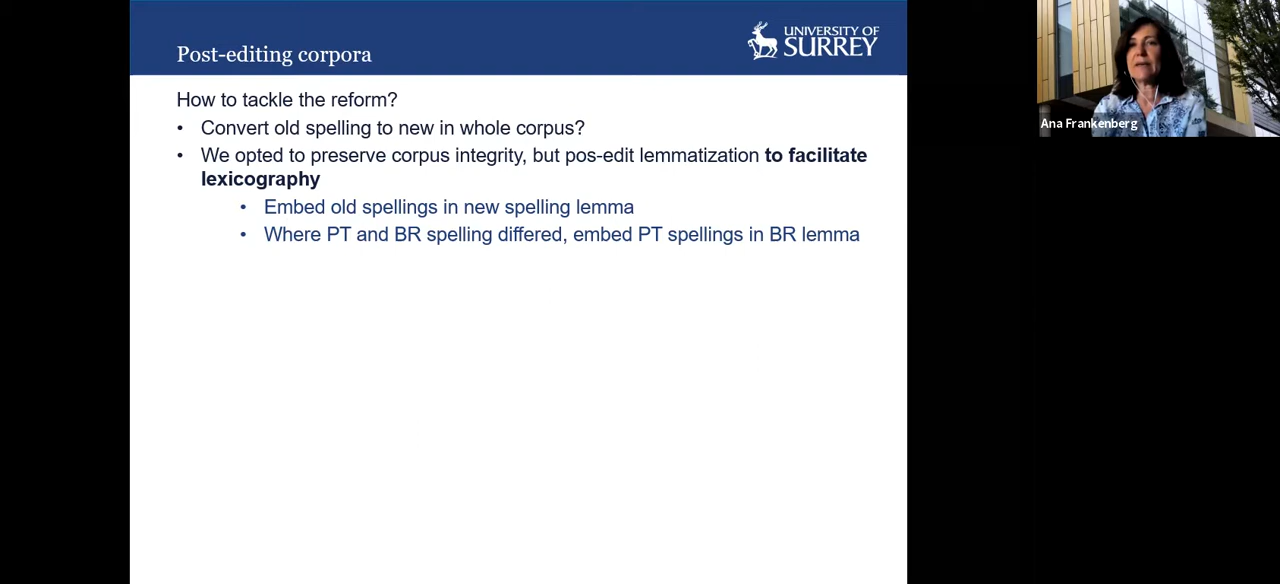 Post-editing corpora
UNIVERSITY OF
SURREY
How to tackle the reform?
• Convert old spelling to new in whole corpus?
• We opted to preserve corpus integrity, but pos-edit lemmatization to facilitate
lexicography
• Embed old spellings in new spelling lemma
• Where PT and BR spelling differed, embed PT spellings in BR lemma
Ana Frankenberg